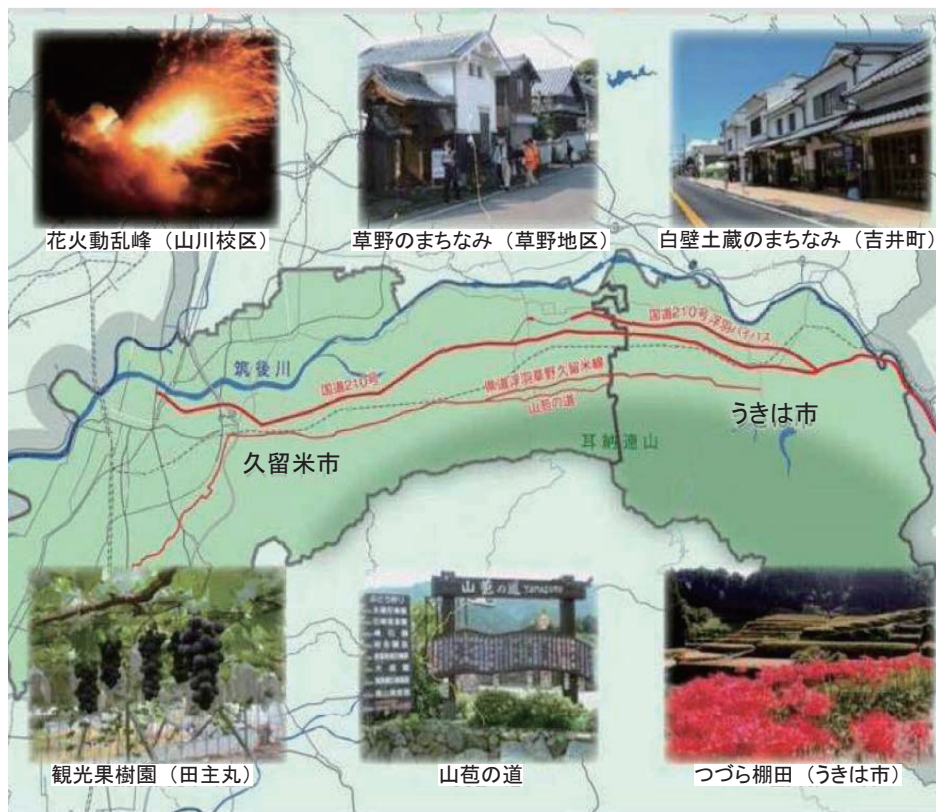 花火動乱峰（山川校区）
草野のまちなみ（草野地区）
白壁土蔵のまちなみ（吉井町）
国道210号浮羽バイパス
筑後川
国道210号
県道浮羽草野久留米線
山苞の道
うきは市
耳納連山
久留米市
山苞の道 yamazuto
観光果樹園（田主丸）
山苞の道
つづら棚田（うきは市）